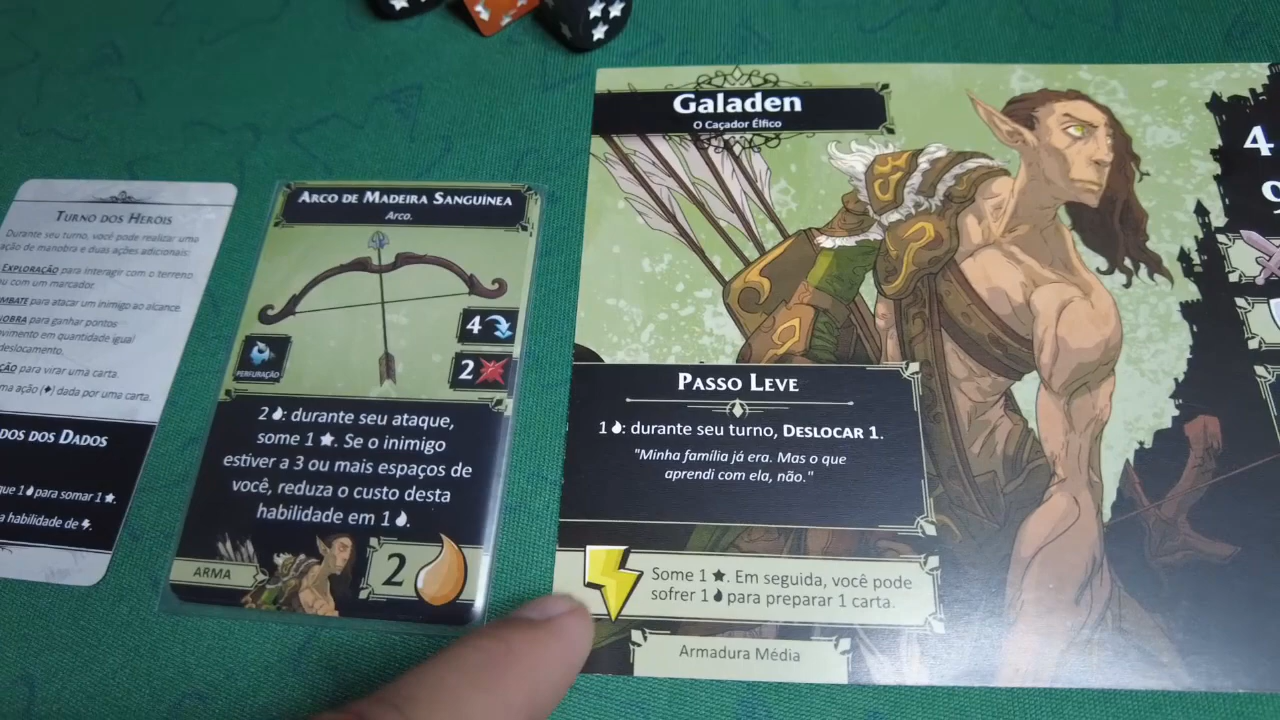 TURNO DOS HERÓIS
Durante seu turno, você pode realizar uma
ação de manobra e duas ações adicionais:
EXPLORAÇÃO para interagir com o terreno
ou com um marcador.
para atacar um inimigo ao alcance.
para ganhar pontos
em quantidade igual
deslocamento.
para virar uma carta.
ma ação (♦) dada por uma carta.
DOS DADOS
que 1 para somar 1 ★.
a habilidade de ⚡.
ARCO DE MADEIRA SANGUÍNEA
Arco.
4
2
PERFURAÇÃO
2 : durante seu ataque,
some 1 ★. Se o inimigo
estiver a 3 ou mais espaços de
você, reduza o custo desta
habilidade em 1 .
ARMA
2
Galaden
O Caçador Élfico
PASSO LEVE
1 : durante seu turno, DESLOCAR 1.
"Minha família já era. Mas o que
aprendi com ela, não."
Some 1 ★. Em seguida, você pode
sofrer 1 para preparar 1 carta.
Armadura Média
4